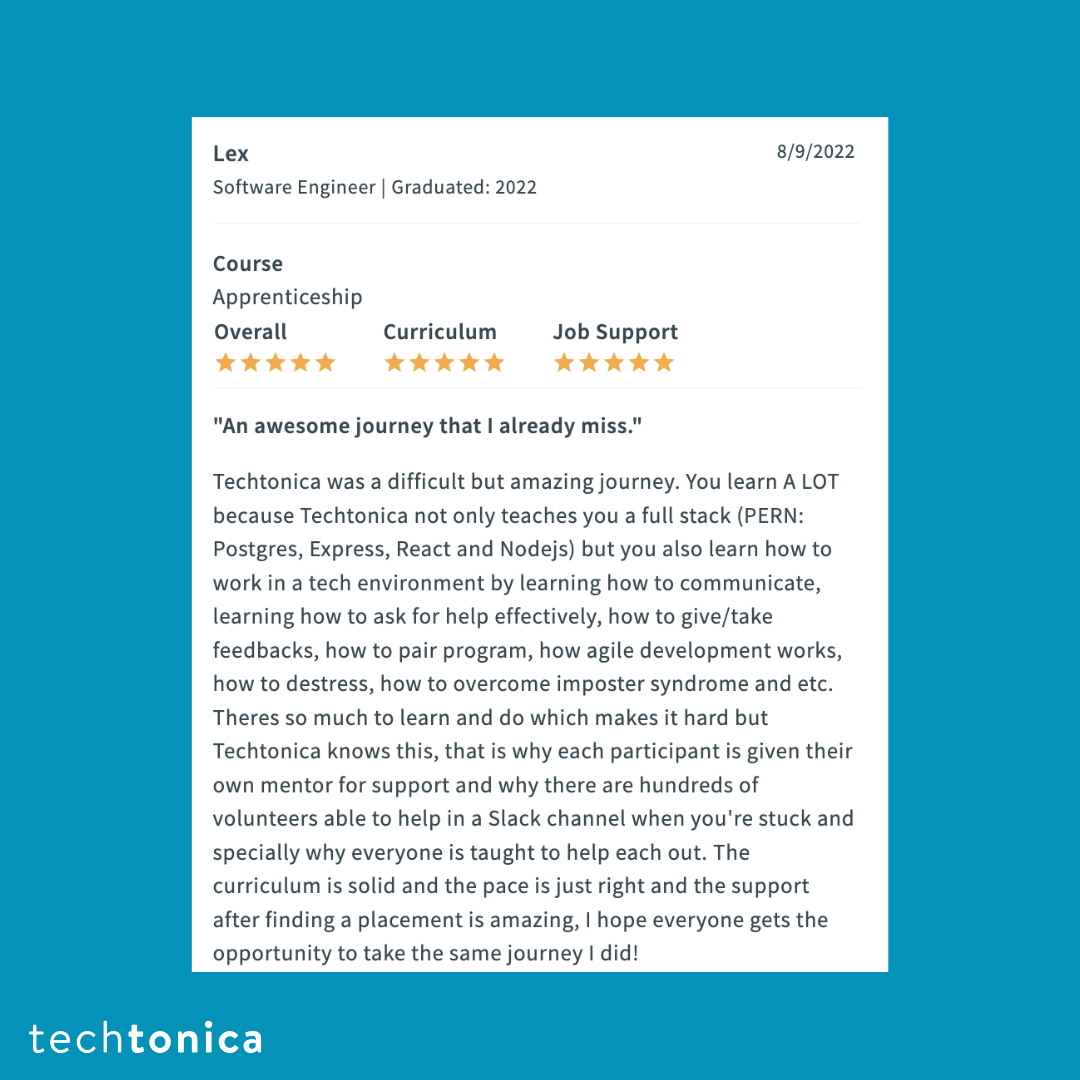 Lex
8/9/2022
Software Engineer | Graduated: 2022
Course
Apprenticeship
Overall Curriculum Job Support
"An awesome journey that I already miss."
Techtonica was a difficult but amazing journey. You learn A LOT
because Techtonica not only teaches you a full stack (PERN:
Postgres, Express, React and Nodejs) but you also learn how to
work in a tech environment by learning how to communicate,
learning how to ask for help effectively, how to give/take
feedbacks, how to pair program, how agile development works,
how to destress, how to overcome imposter syndrome and etc.
Theres so much to learn and do which makes it hard but
Techtonica knows this, that is why each participant is given their
own mentor for support and why there are hundreds of
volunteers able to help in a Slack channel when you're stuck and
specially why everyone is taught to help each out. The
curriculum is solid and the pace is just right and the support
after finding a placement is amazing, I hope everyone gets the
opportunity to take the same journey I did!
techtonica